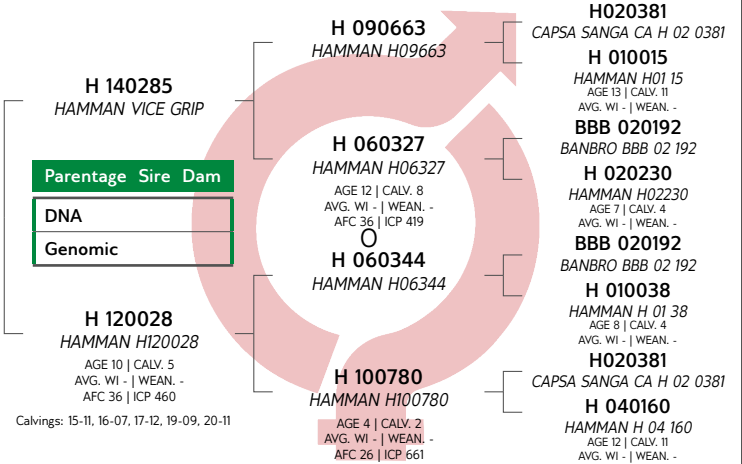 H 140285
HAMMAN VICE GRIP
Parentage Sire Dam
DNA
Genomic
H 120028
HAMMAN H120028
AGE 10 | CALV. 5
AVG. WI - | WEAN. -
AFC 36 | ICP 460
Calvings: 15-11, 16-07, 17-12, 19-09, 20-11
H 090663
HAMMAN H09663
H 060327
HAMMAN H06327
AGE 12 | CALV. 8
AVG. WI - | WEAN. -
AFC 36 | ICP 419
O
H 060344
HAMMAN H06344
H 100780
HAMMAN H100780
AGE 4 | CALV. 2
AVG. WI - | WEAN. -
AFC 26 | ICP 661
H020381
CAPSA SANGA CA H 02 0381
H 010015
HAMMAN H01 15
AGE 13 | CALV. 11
AVG. WI - | WEAN. -
BBB 020192
BANBRO BBB 02 192
H 020230
HAMMAN H02230
AGE 7 | CALV. 4
AVG. WI - | WEAN. -
BBB 020192
BANBRO BBB 02 192
H 010038
HAMMAN H 01 38
AGE 8 | CALV. 4
AVG. WI - | WEAN. -
H020381
CAPSA SANGA CA H 02 0381
H 040160
HAMMAN H 04 160
AGE 12 | CALV. 11
AVG. WI - | WEAN. -